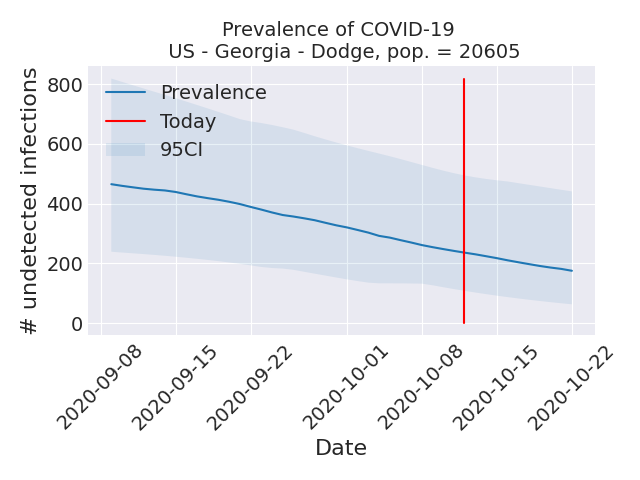 Prevalence of COVID-19
US - Georgia - Dodge, pop. = 20605
# undetected infections
800
600
400
200
0
Prevalence
Today
95CI
2020-09-08
2020-09-15
2020-09-22
2020-10-01
2020-10-08
2020-10-15
2020-10-22
Date